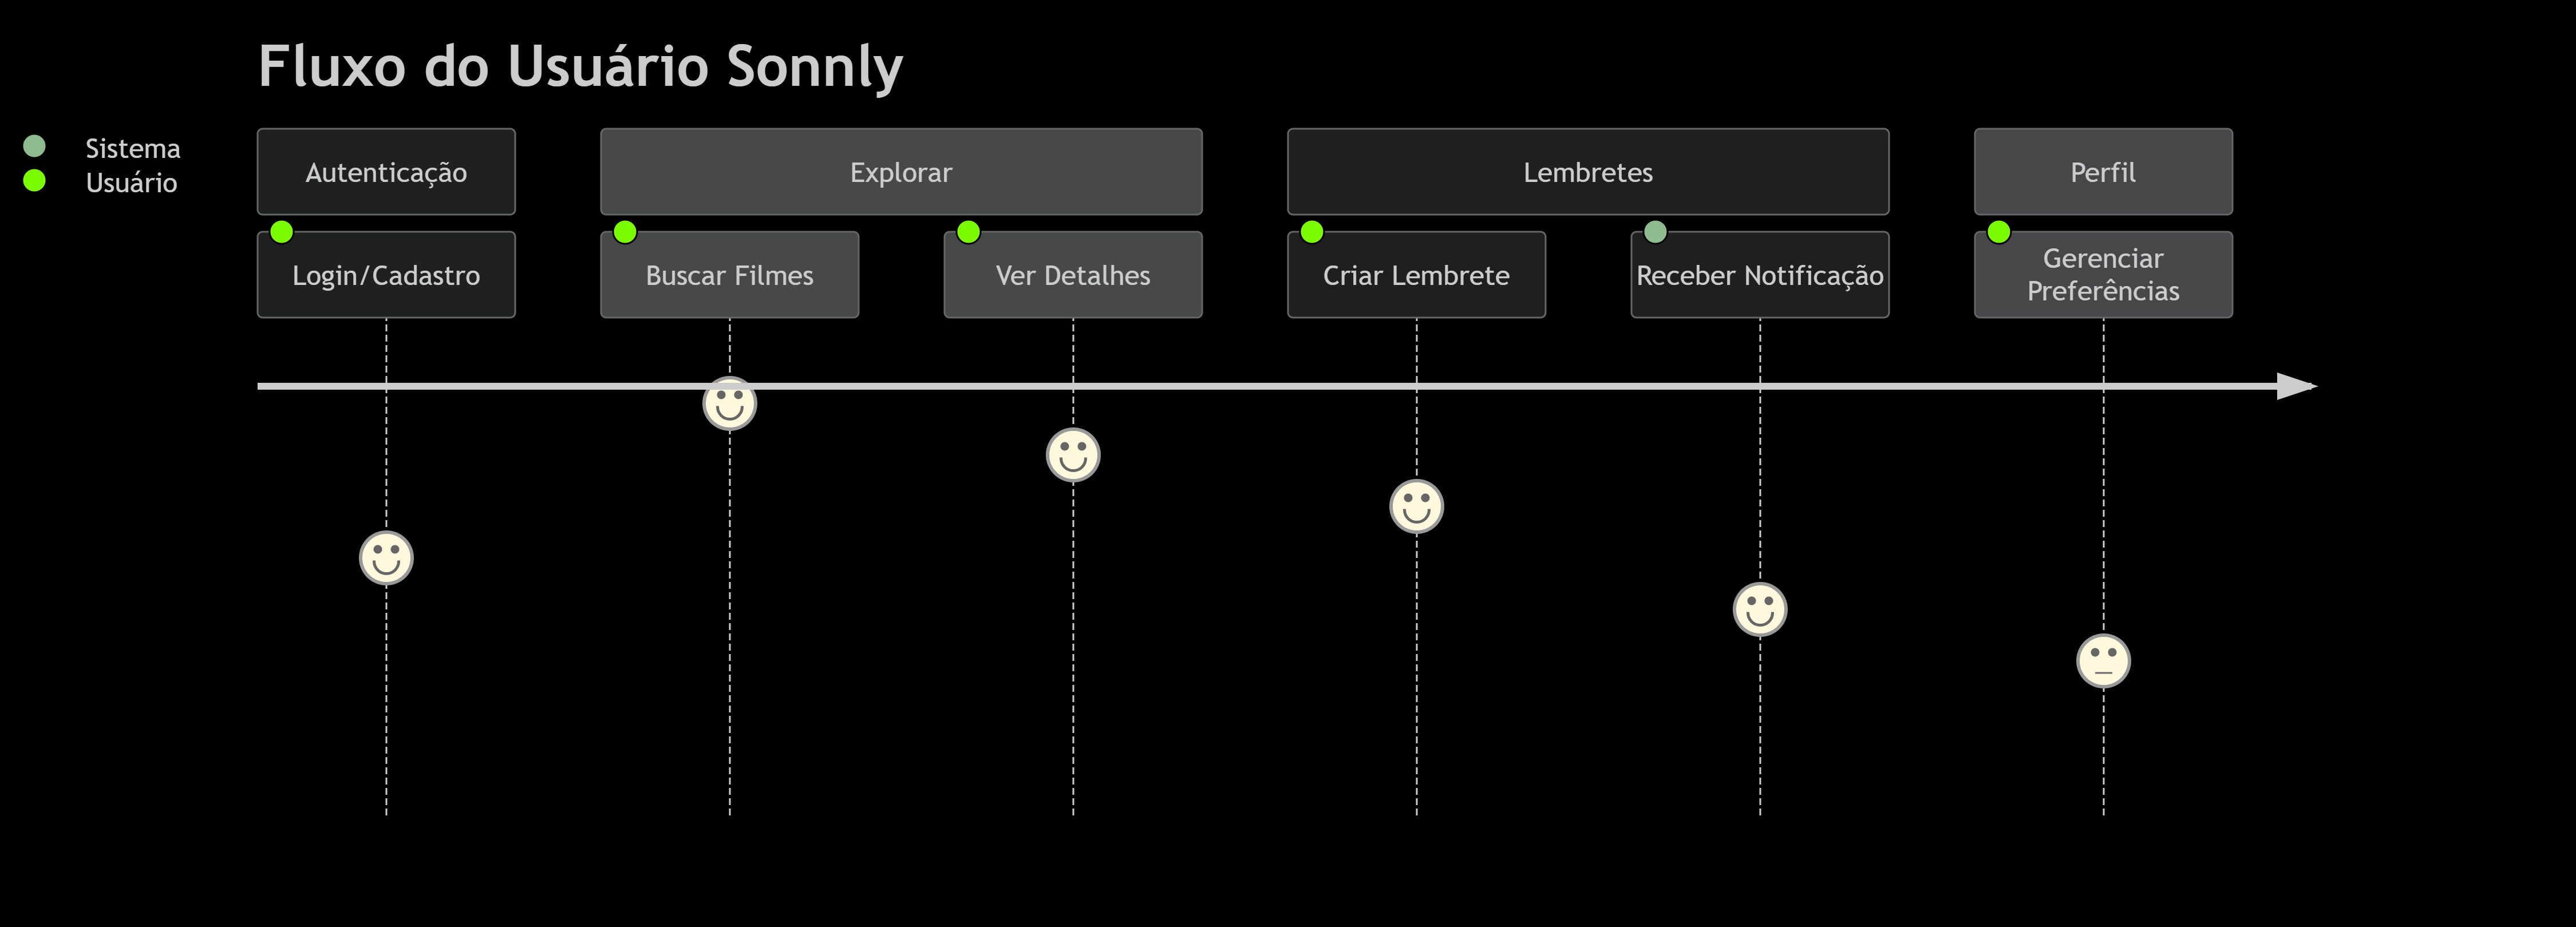 Fluxo do Usuário Sonnly
Sistema
Usuário
Autenticação
Explorar
Lembretes
Perfil
Login/Cadastro
Buscar Filmes
Ver Detalhes
Criar Lembrete
Receber Notificação
Gerenciar
Preferências